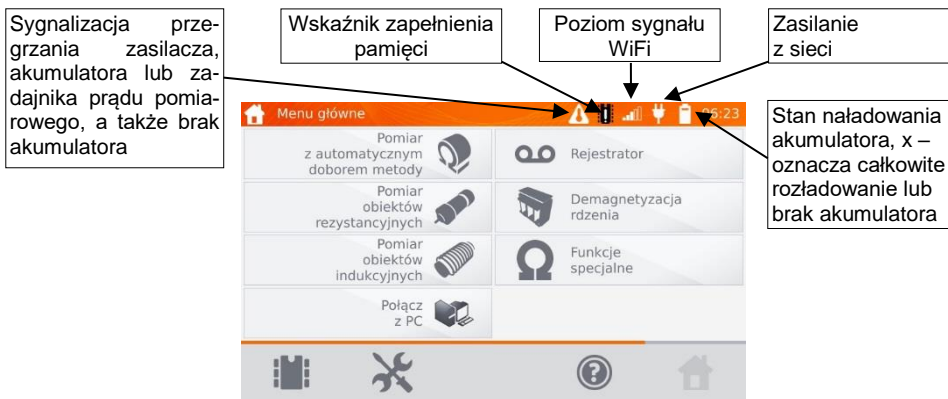 Sygnalizacja prze-
grzania zasilacza,
akumulatora lub za-
dajnika prądu pomia-
rowego, a także brak
akumulatora
Wskaźnik zapełnienia
pamięci
Poziom sygnału
WiFi
Zasilanie
z sieci
Stan naładowania
akumulatora, x –
oznacza całkowite
rozładowanie lub
brak akumulatora
Menu główne
06:23
Pomiar
z automatycznym
doborem metody
Rejestrator
Pomiar
obiektów
rezystancyjnych
Demagnetyzacja
rdzenia
Pomiar
obiektów
indukcyjnych
Funkcje
specjalne
Połącz
z PC